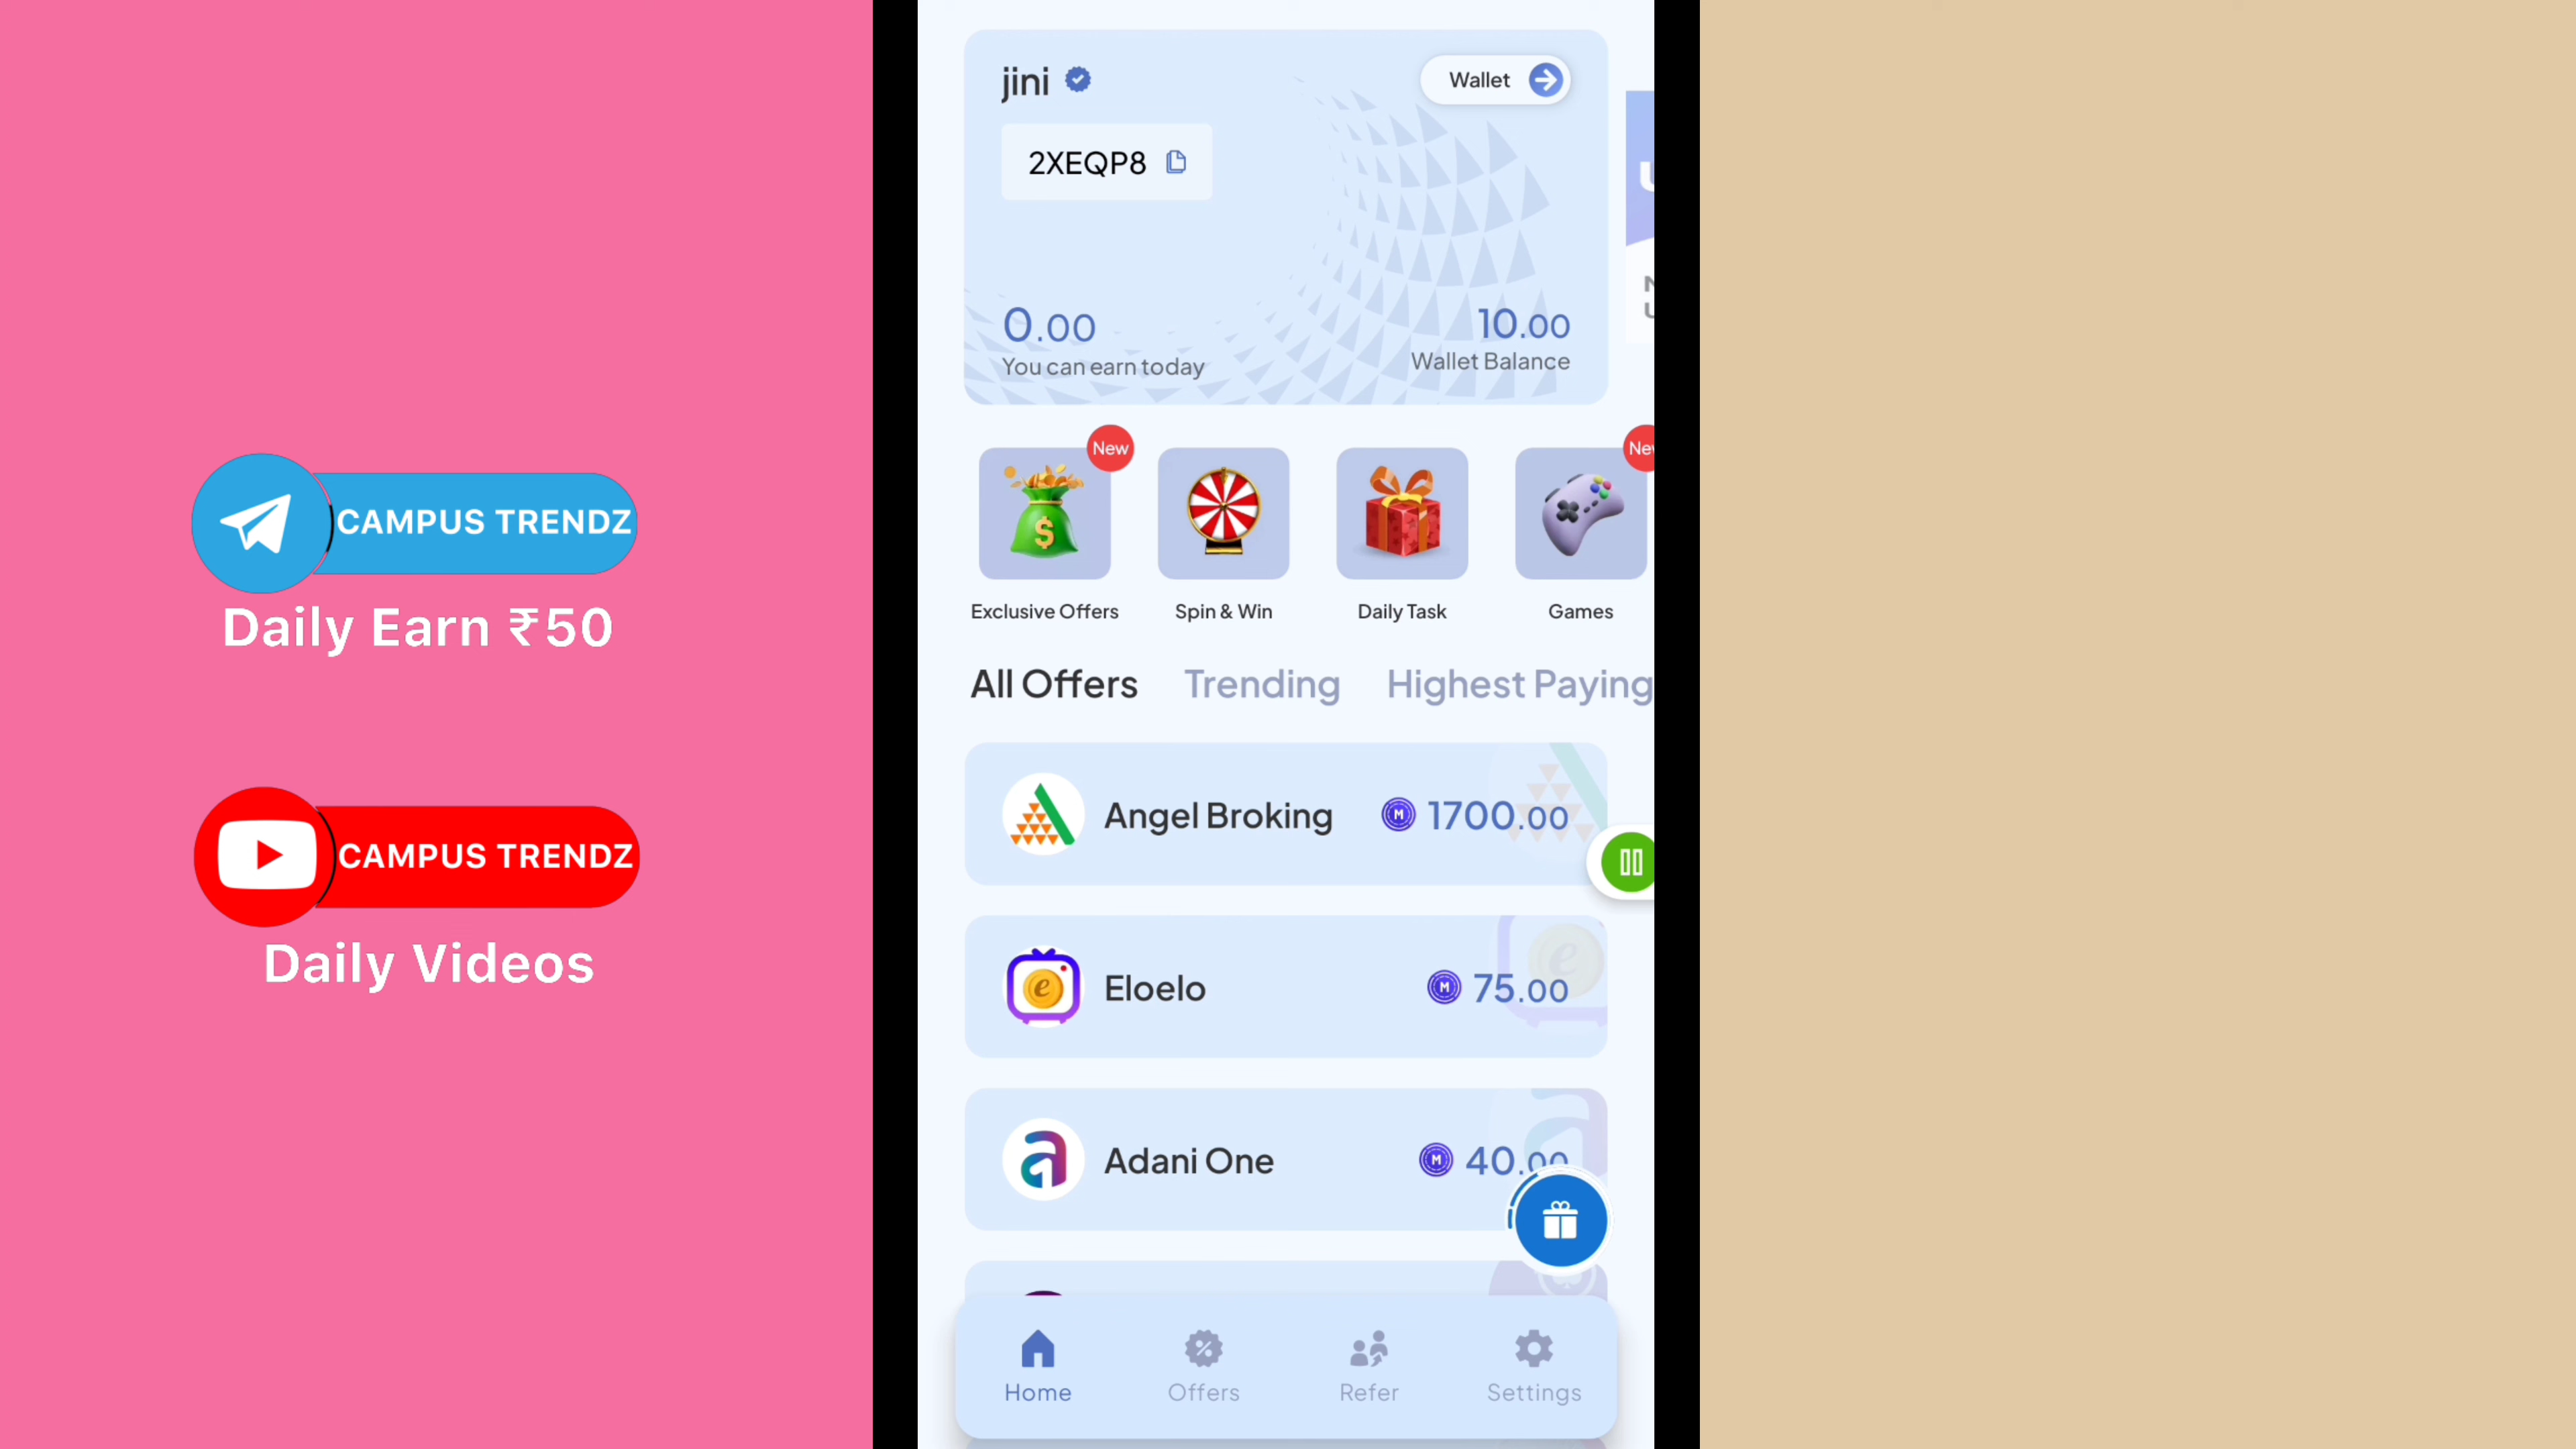 CAMPUS TRENDZ
Daily Earn ₹50
CAMPUS TRENDZ
Daily Videos
jini
Wallet
2XEQP8
0.00
You can earn today
10.00
Wallet Balance
New
Exclusive Offers
Spin & Win
Daily Task
Games
All Offers
Trending
Highest Paying
Angel Broking
M 1700.00
Eloelo
M 75.00
Adani One
M 40.00
Home
Offers
Refer
Settings